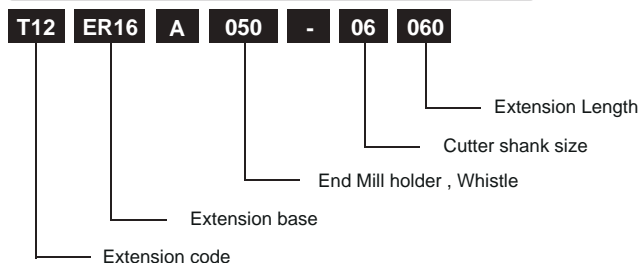 T12 ER16 A 050 - 06 060
Extension Length
Cutter shank size
End Mill holder , Whistle
Extension base
Extension code